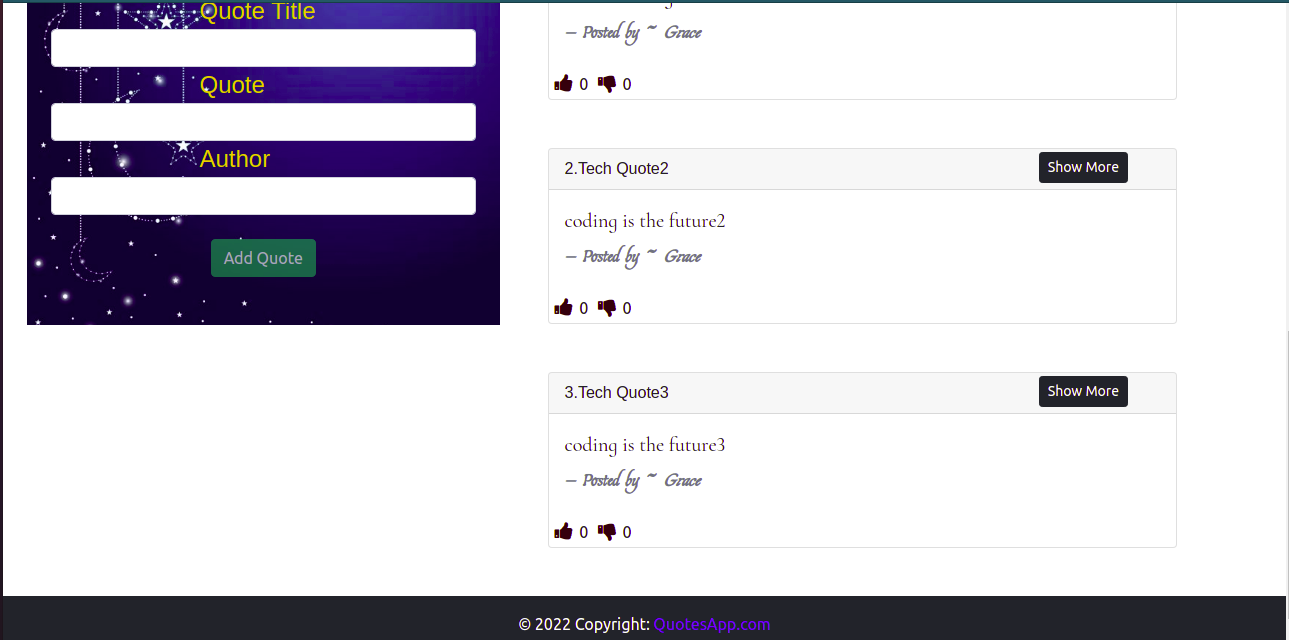 Quote Title
Quote
Author
Add Quote
– Posted by ~ Grace
0 0
2.Tech Quote2
Show More
coding is the future2
– Posted by ~ Grace
0 0
3.Tech Quote3
Show More
coding is the future3
– Posted by ~ Grace
0 0
© 2022 Copyright: QuotesApp.com